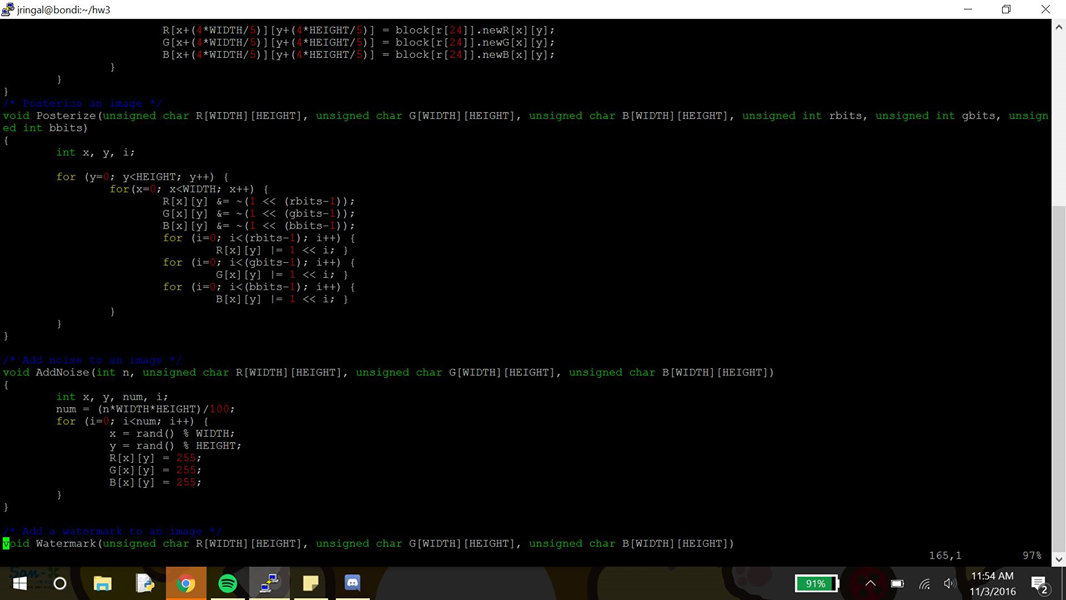 jringal@bondi:~/hw3
R[x+(4*WIDTH/5)][y+(4*HEIGHT/5)] = block[r[24]].newR[x][y];
G[x+(4*WIDTH/5)][y+(4*HEIGHT/5)] = block[r[24]].newG[x][y];
B[x+(4*WIDTH/5)][y+(4*HEIGHT/5)] = block[r[24]].newB[x][y];
}
}
}
/* Posterize an image */
void Posterize(unsigned char R[WIDTH][HEIGHT], unsigned char G[WIDTH][HEIGHT], unsigned char B[WIDTH][HEIGHT], unsigned int rbits, unsigned int gbits, unsign
ed int bbits)
{
int x, y, i;
for (y=0; y<HEIGHT; y++) {
for(x=0; x<WIDTH; x++) {
R[x][y] &= ~(1 << (rbits-1));
G[x][y] &= ~(1 << (gbits-1));
B[x][y] &= ~(1 << (bbits-1));
for (i=0; i<(rbits-1); i++) {
R[x][y] |= 1 << i; }
for (i=0; i<(gbits-1); i++) {
G[x][y] |= 1 << i; }
for (i=0; i<(bbits-1); i++) {
B[x][y] |= 1 << i; }
}
}
}
/* Add noise to an image */
void AddNoise(int n, unsigned char R[WIDTH][HEIGHT], unsigned char G[WIDTH][HEIGHT], unsigned char B[WIDTH][HEIGHT])
{
int x, y, num, i;
num = (n*WIDTH*HEIGHT)/100;
for (i=0; i<num; i++) {
x = rand() % WIDTH;
y = rand() % HEIGHT;
R[x][y] = 255;
G[x][y] = 255;
B[x][y] = 255;
}
}
/* Add a watermark to an image */
void Watermark(unsigned char R[WIDTH][HEIGHT], unsigned char G[WIDTH][HEIGHT], unsigned char B[WIDTH][HEIGHT])
165,1 97%
91%
11:54 AM
11/3/2016
2